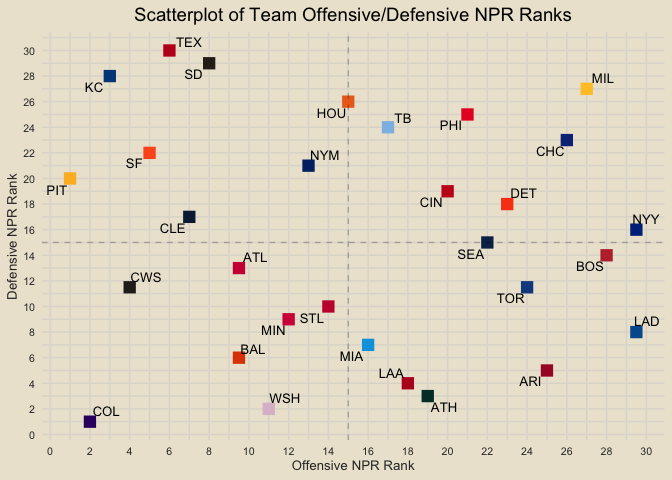 Scatterplot of Team Offensive/Defensive NPR Ranks
30
TEX
SD
28
KC
MIL
26
HOU
TB
24
PHI
CHC
22
SF
NYM
20
PIT
CIN
DET
18
CLE
NYY
16
SEA
14
ATL
BOS
12
CWS
TOR
10
STL
MIN
LAD
8
BAL
MIA
6
LAA
ARI
4
WSH
ATH
2
COL
0
0 2 4 6 8 10 12 14 16 18 20 22 24 26 28 30
Offensive NPR Rank
Defensive NPR Rank